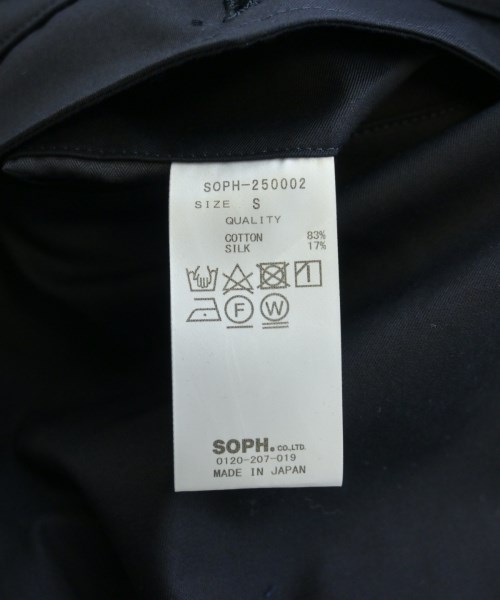 SOPH-250002
SIZE S
QUALITY
COTTON 83%
SILK 17%
F W
SOPH. CO.,LTD.
0120-207-019
MADE IN JAPAN